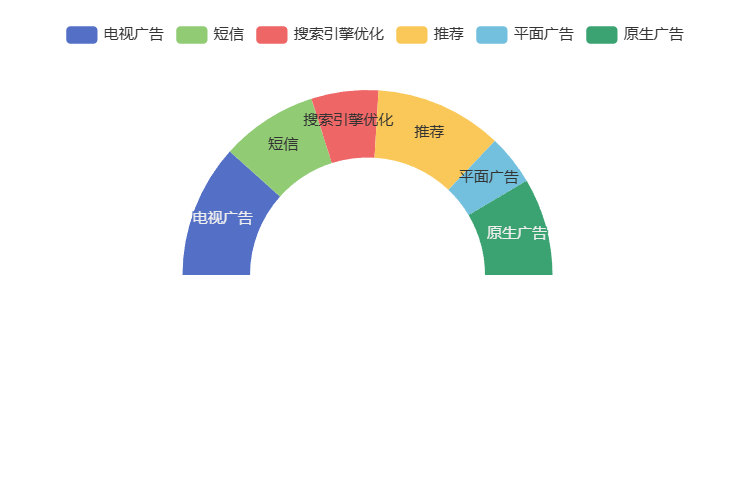 电视广告 短信 搜索引擎优化 推荐 平面广告 原生广告
搜索引擎优化
推荐
短信
平面广告
电视广告
原生广告